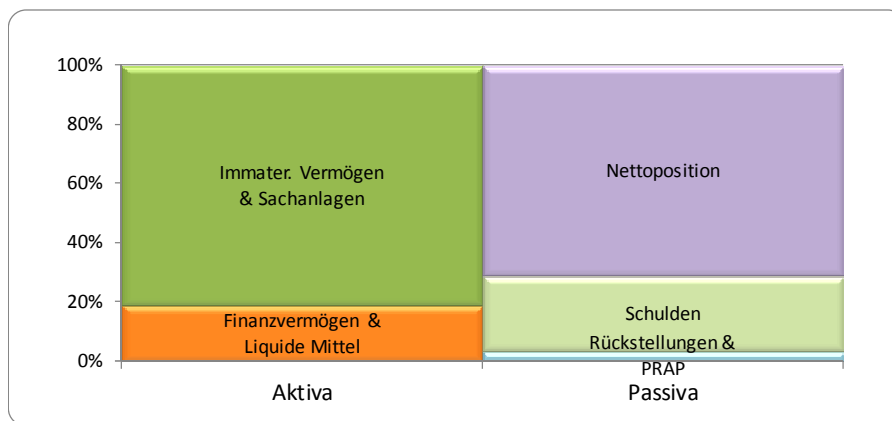 100%
80%
60%
40%
20%
0%
Immater. Vermögen
& Sachanlagen
Finanzvermögen &
Liquide Mittel
Nettoposition
Schulden
Rückstellungen &
PRAP
Aktiva
Passiva